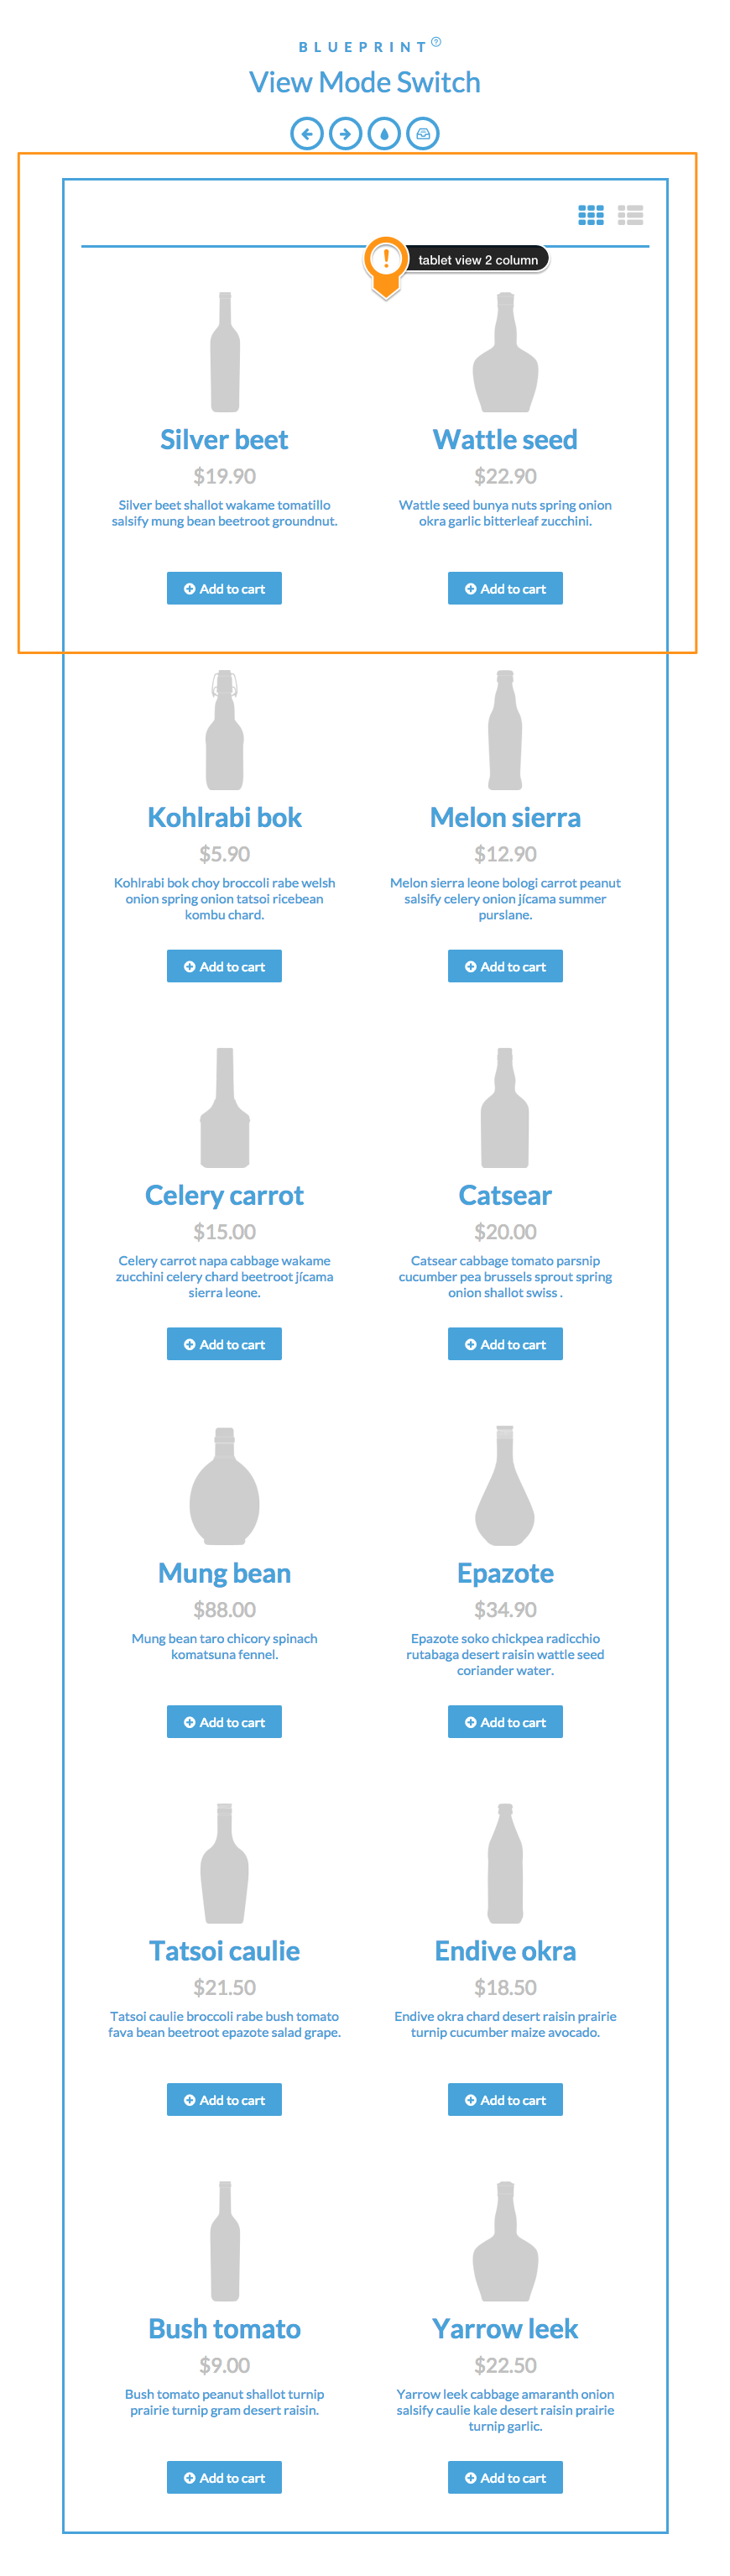 BLUEPRINT
View Mode Switch
tablet view 2 column
Silver beet
$19.90
Silver beet shallot wakame tomatillo
salsify mung bean beetroot groundnut.
Add to cart
Wattle seed
$22.90
Wattle seed bunya nuts spring onion
okra garlic bitterleaf zucchini.
Add to cart
Kohlrabi bok
$5.90
Kohlrabi bok choy broccoli rabe welsh
onion spring onion tatsoi ricebean
kombu chard.
Add to cart
Melon sierra
$12.90
Melon sierra leone bologi carrot peanut
salsify celery onion jícama summer
purslane.
Add to cart
Celery carrot
$15.00
Celery carrot napa cabbage wakame
zucchini celery chard beetroot jícama
sierra leone.
Add to cart
Catsear
$20.00
Catsear cabbage tomato parsnip
cucumber pea brussels sprout spring
onion shallot swiss .
Add to cart
Mung bean
$88.00
Mung bean taro chicory spinach
komatsuna fennel.
Add to cart
Epazote
$34.90
Epazote soko chickpea radicchio
rutabaga desert raisin wattle seed
coriander water.
Add to cart
Tatsoi caulie
$21.50
Tatsoi caulie broccoli rabe bush tomato
fava bean beetroot epazote salad grape.
Add to cart
Endive okra
$18.50
Endive okra chard desert raisin prairie
turnip cucumber maize avocado.
Add to cart
Bush tomato
$9.00
Bush tomato peanut shallot turnip
prairie turnip gram desert raisin.
Add to cart
Yarrow leek
$22.50
Yarrow leek cabbage amaranth onion
salsify caulie kale desert raisin prairie
turnip garlic.
Add to cart